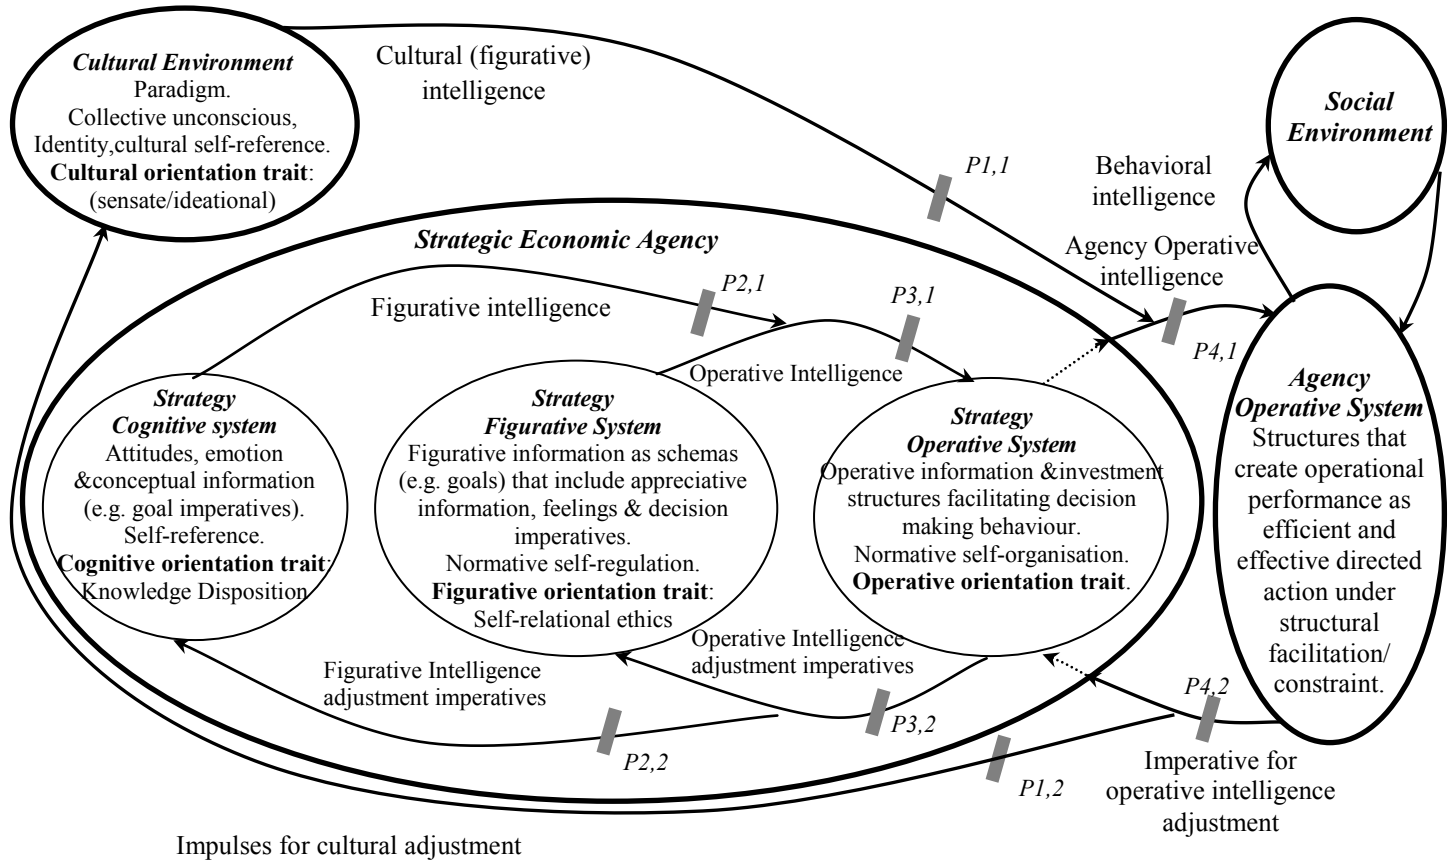 Cultural Environment
Paradigm.
Collective unconscious,
Identity,cultural self-reference.
Cultural orientation trait:
(sensate/ideational)
Cultural (figurative)
intelligence
P1,1
Social
Environment
Behavioral
intelligence
Agency Operative
intelligence
P4,1
Strategic Economic Agency
Figurative intelligence
P2,1
P3,1
Operative Intelligence
Strategy
Cognitive system
Attitudes, emotion
&conceptual information
(e.g. goal imperatives).
Self-reference.
Cognitive orientation trait:
Knowledge Disposition
Strategy
Figurative System
Figurative information as schemas
(e.g. goals) that include appreciative
information, feelings & decision
imperatives.
Normative self-regulation.
Figurative orientation trait:
Self-relational ethics
Strategy
Operative System
Operative information &investment
structures facilitating decision
making behaviour.
Normative self-organisation.
Operative orientation trait.
Agency
Operative System
Structures that
create operational
performance as
efficient and
effective directed
action under
structural
facilitation/
constraint.
Figurative Intelligence
adjustment imperatives
P2,2
Operative Intelligence
adjustment imperatives
P3,2
P4,2
P1,2
Imperative for
operative intelligence
adjustment
Impulses for cultural adjustment